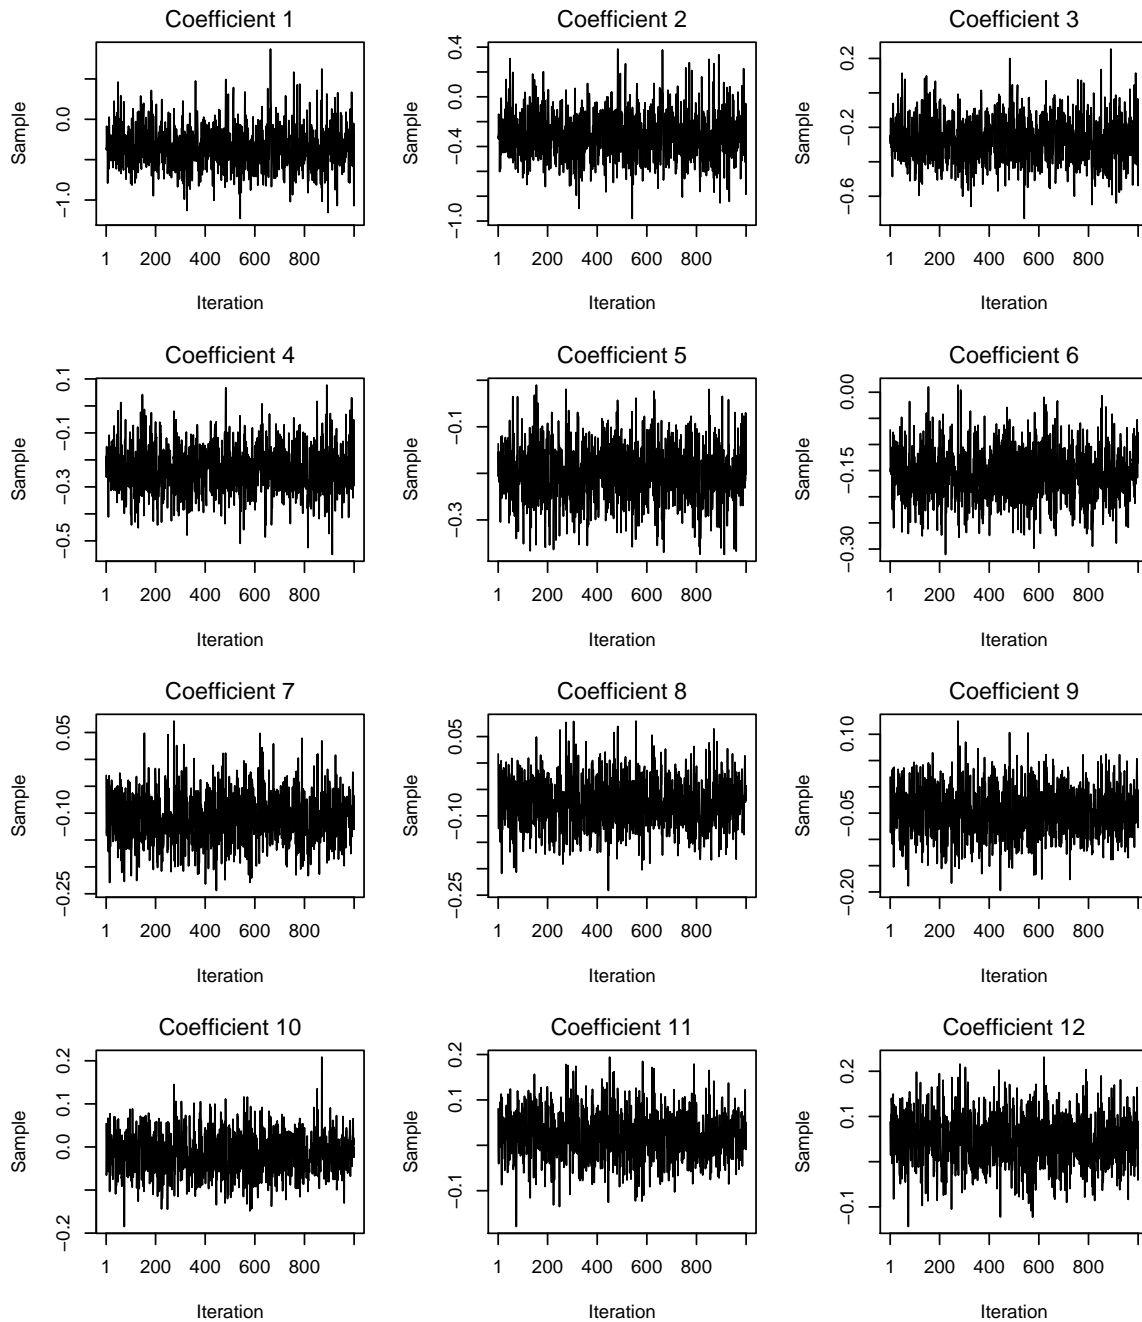 Coefficient 1
Coefficient 2
Coefficient 3
Sample
−1.0
0.0
Sample
−1.0
−0.4
0.0
0.4
Sample
−0.6
−0.2
0.2
1 200 400 600 800
1 200 400 600 800
1 200 400 600 800
Iteration
Iteration
Iteration
Coefficient 4
Coefficient 5
Coefficient 6
Sample
−0.5
−0.3
−0.1
0.1
Sample
−0.3
−0.1
Sample
−0.30
−0.15
0.00
1 200 400 600 800
1 200 400 600 800
1 200 400 600 800
Iteration
Iteration
Iteration
Coefficient 7
Coefficient 8
Coefficient 9
Sample
−0.25
−0.10
0.05
Sample
−0.25
−0.10
0.05
Sample
−0.20
−0.05
0.10
1 200 400 600 800
1 200 400 600 800
1 200 400 600 800
Iteration
Iteration
Iteration
Coefficient 10
Coefficient 11
Coefficient 12
Sample
−0.2
0.0
0.1
0.2
Sample
−0.1
0.1
0.2
Sample
−0.1
0.1
0.2
1 200 400 600 800
1 200 400 600 800
1 200 400 600 800
Iteration
Iteration
Iteration